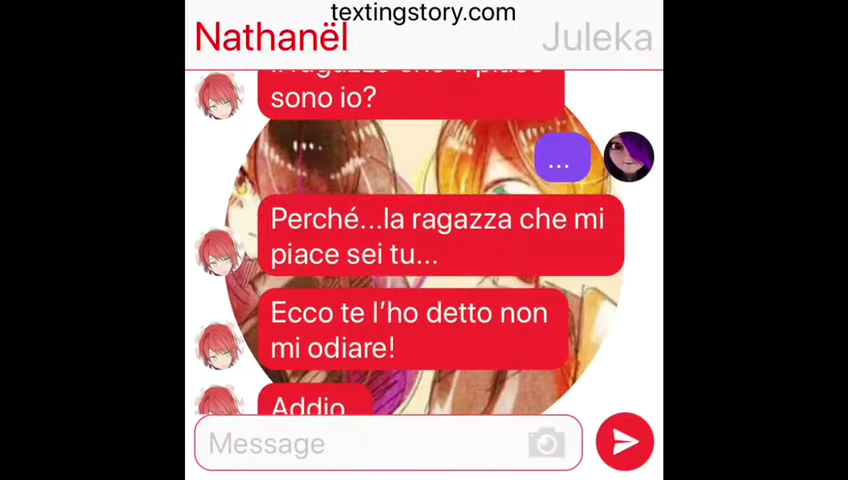 textingstory.com
Nathanël
Juleka
sono io?
...
Perché...la ragazza che mi
piace sei tu...
Ecco te l'ho detto non
mi odiare!
Addio
Message